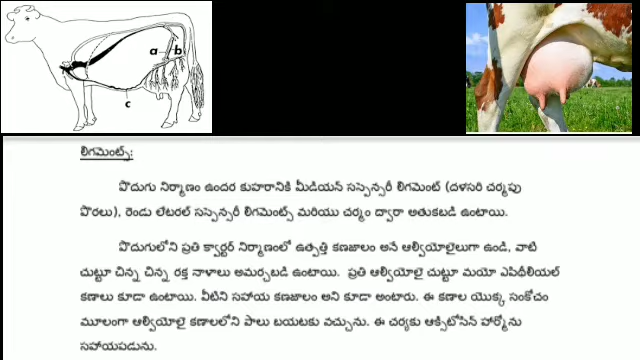 a
b
c
లిగమెంట్స్:
పొదుగు నిర్మాణం ఉందర కుహరానికి మీడియన్ సస్పెన్సరీ లిగమెంట్ (దళసరి చర్మపు
పొరలు), రెండు లేటరల్ సస్పెన్సరీ లిగమెంట్స్ మరియు చర్మం ద్వారా అతుకబడి ఉంటాయి.
పొదుగులోని ప్రతి క్వార్టర్ నిర్మాణంలో ఉత్పత్తి కణజాలం అనే ఆల్వియోలైలుగా ఉండి, వాటి
చుట్టూ చిన్న చిన్న రక్త నాళాలు అమర్చబడి ఉంటాయి. ప్రతి ఆల్వియోలై చుట్టూ మయో ఎపిథీలియల్
కణాలు కూడా ఉంటాయి. వీటిని సహాయ కణజాలం అని కూడా అంటారు. ఈ కణాల యొక్క సంకోచం
మూలంగా ఆల్వియోలై కణాలలోని పాలు బయటకు వచ్చును. ఈ చర్యకు ఆక్సిటోసిన్ హార్మోను
సహాయపడును.